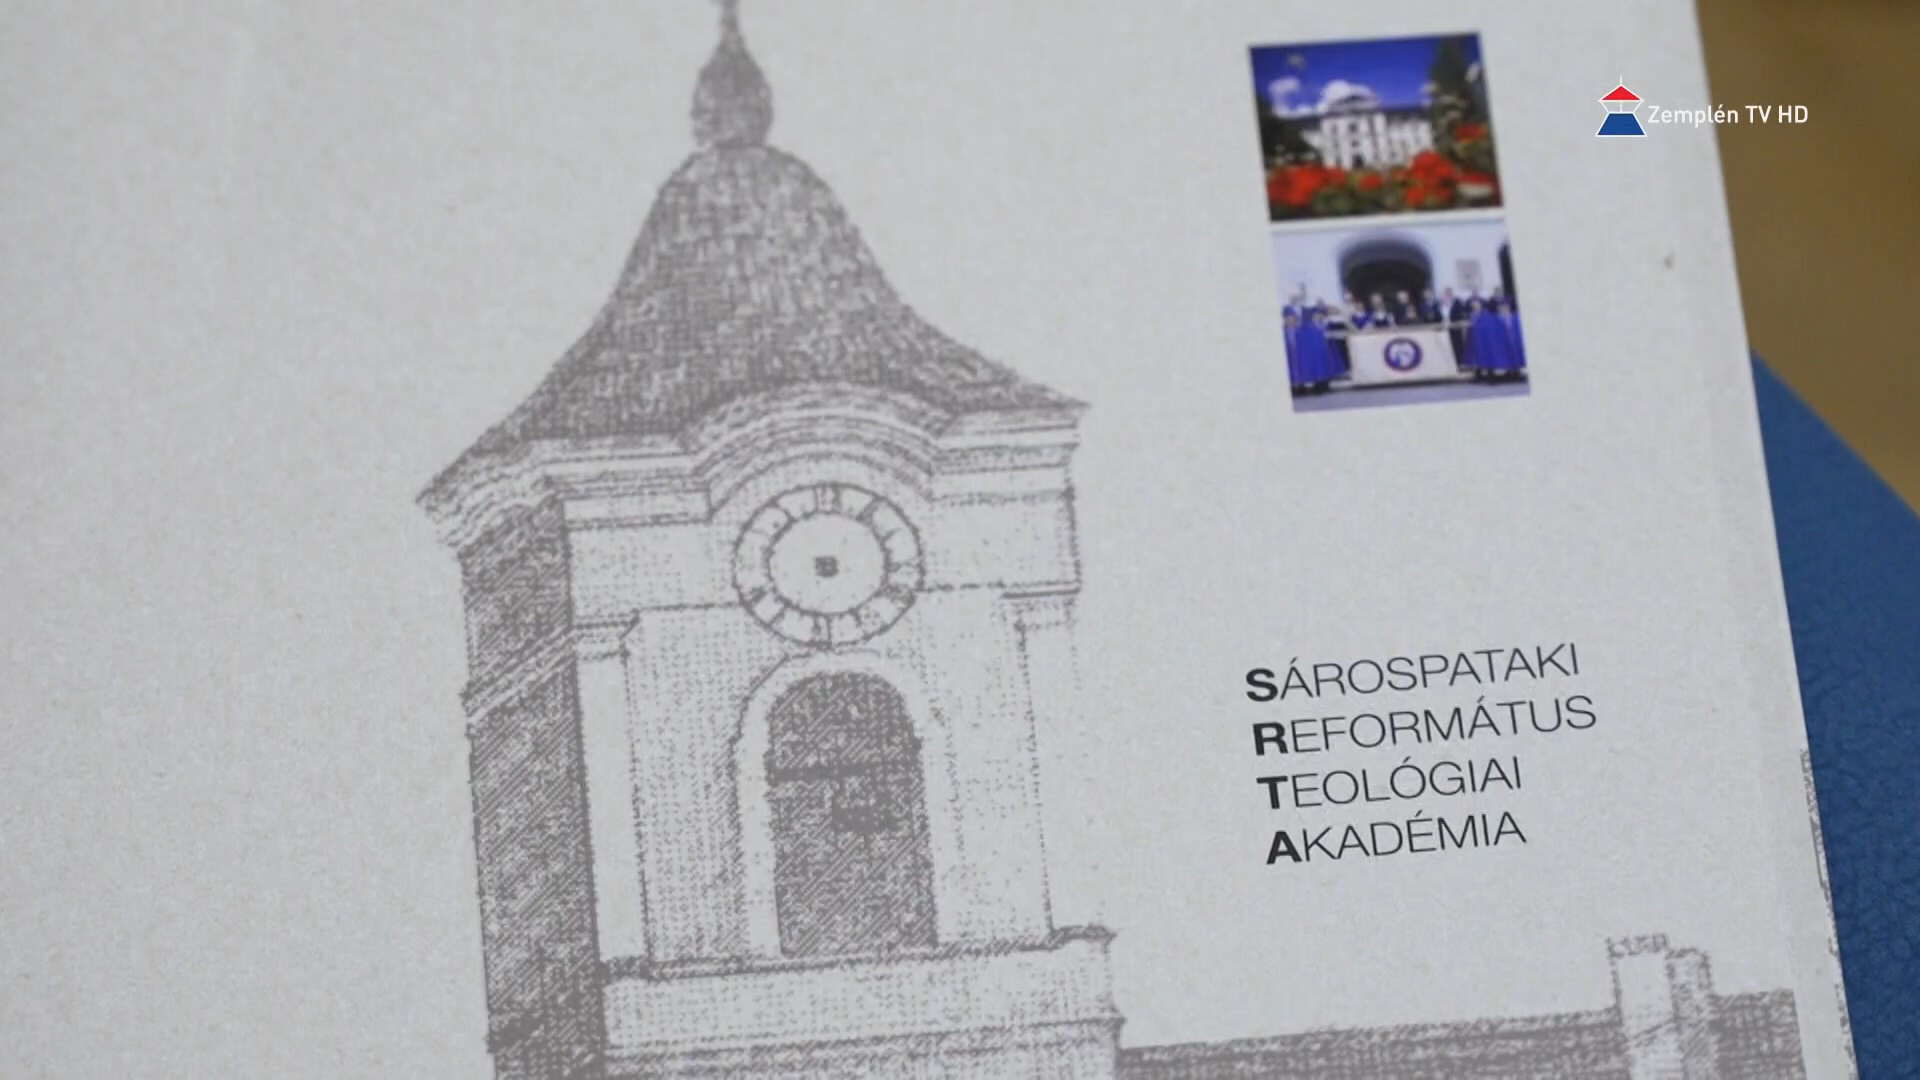 Zemplén TV HD
SÁROSPATAKI
REFORMÁTUS
TEOLÓGIAI
AKADÉMIA